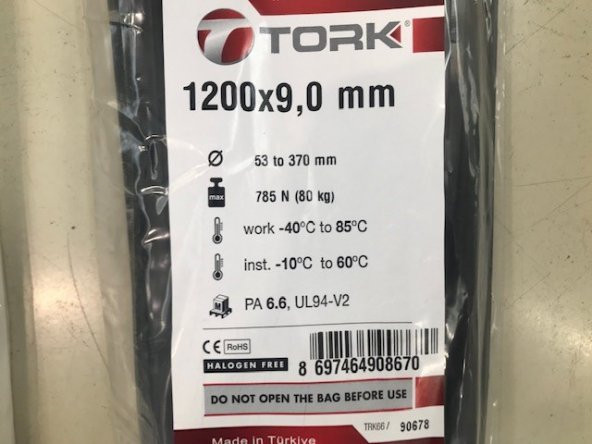 TORK®
1200x9,0 mm
Ø 53 to 370 mm
max 785 N (80 kg)
work -40°C to 85°C
inst. -10°C to 60°C
PA 6.6, UL94-V2
CE RoHS
HALOGEN FREE
8 697464908670
DO NOT OPEN THE BAG BEFORE USE
TRK66 / 90678
Made in Türkiye